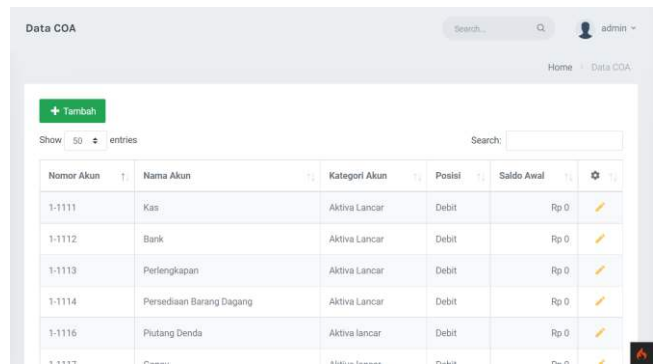 Data COA
Search...
admin
Home Data COA
+ Tambah
Show 50 entries
Search:
Nomor Akun Nama Akun Kategori Akun Posisi Saldo Awal
1-1111 Kas Aktiva Lancar Debit Rp 0
1-1112 Bank Aktiva Lancar Debit Rp 0
1-1113 Perlengkapan Aktiva Lancar Debit Rp 0
1-1114 Persediaan Barang Dagang Aktiva Lancar Debit Rp 0
1-1116 Piutang Denda Aktiva lancar Debit Rp 0